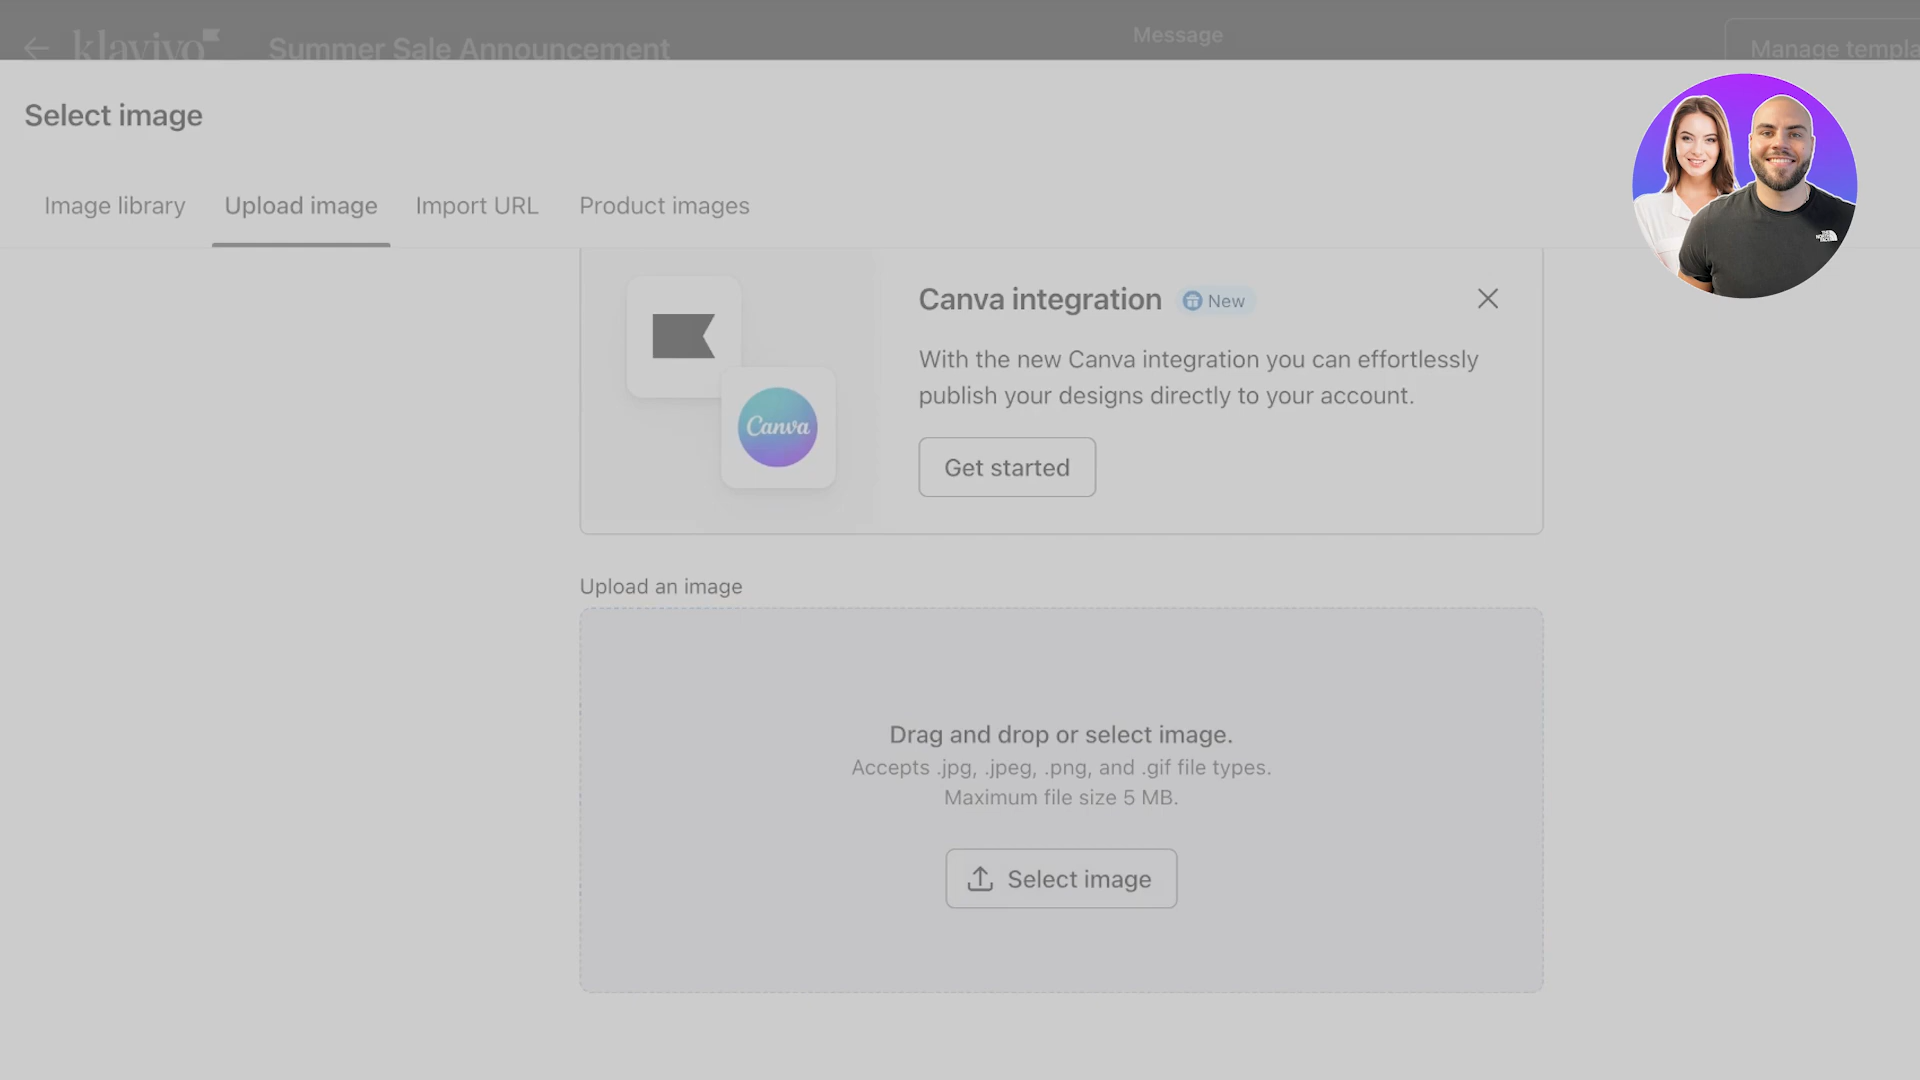 klaviyo
Summer Sale Announcement
Message
Manage templa
Select image
Image library
Upload image
Import URL
Product images
Canva integration
New
With the new Canva integration you can effortlessly
publish your designs directly to your account.
Canva
Get started
Upload an image
Drag and drop or select image.
Accepts .jpg, .jpeg, .png, and .gif file types.
Maximum file size 5 MB.
Select image
THE
NORTH
FACE